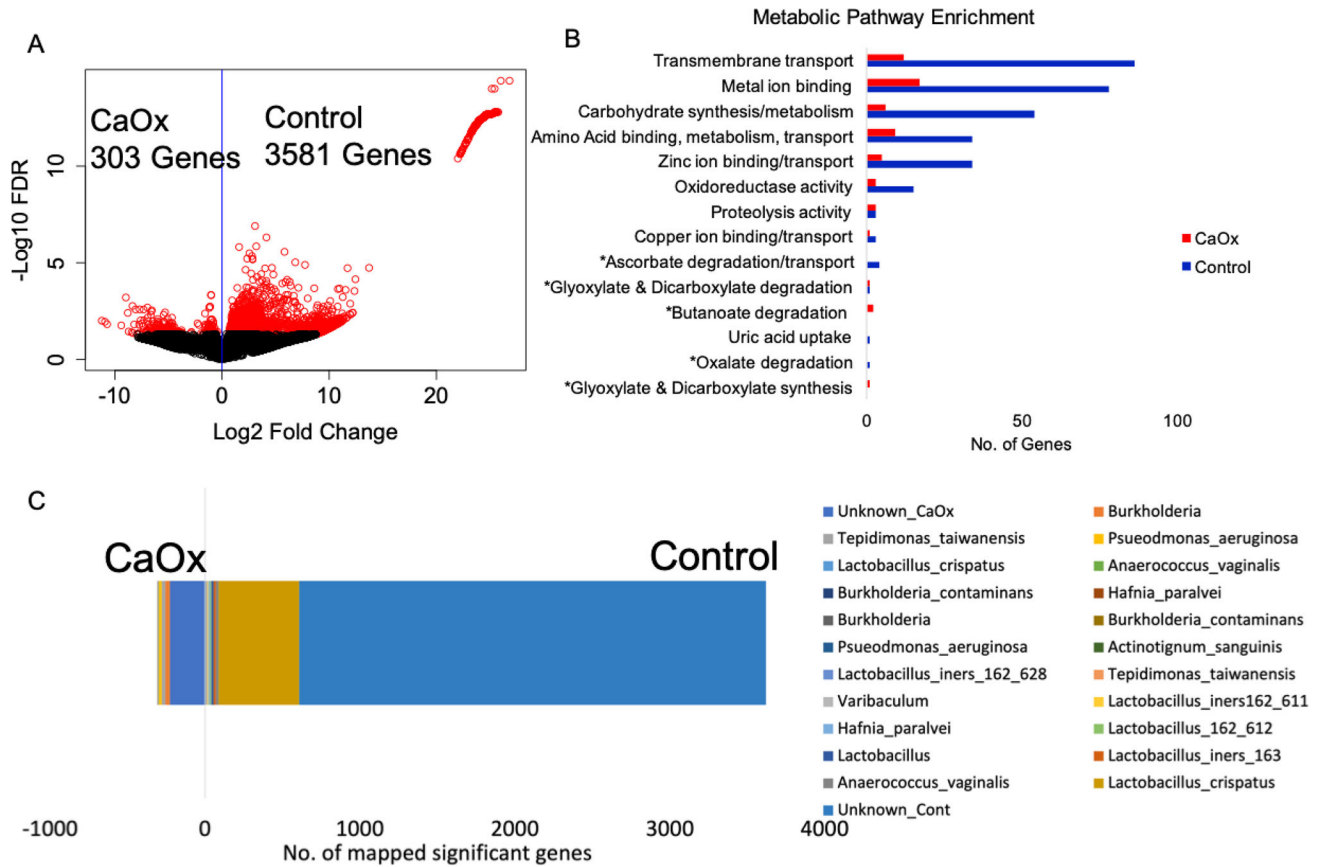 A
CaOx
303 Genes
Control
3581 Genes
-Log10 FDR
10
5
0
-10
0
10
20
Log2 Fold Change
Metabolic Pathway Enrichment
B
Transmembrane transport
Metal ion binding
Carbohydrate synthesis/metabolism
Amino Acid binding, metabolism, transport
Zinc ion binding/transport
Oxidoreductase activity
Proteolysis activity
Copper ion binding/transport
*Ascorbate degradation/transport
*Glyoxylate & Dicarboxylate degradation
*Butanoate degradation
Uric acid uptake
*Oxalate degradation
*Glyoxylate & Dicarboxylate synthesis
0
50
100
No. of Genes
CaOx
Control
C
CaOx
Control
-1000
0
1000
2000
3000
4000
No. of mapped significant genes
Unknown_CaOx
Burkholderia
Tepidimonas_taiwanensis
Psueodmonas_aeruginosa
Lactobacillus_crispatus
Anaerococcus_vaginalis
Burkholderia_contaminans
Hafnia_paralvei
Burkholderia
Burkholderia_contaminans
Psueodmonas_aeruginosa
Actinotignum_sanguinis
Lactobacillus_iners_162_628
Tepidimonas_taiwanensis
Varibaculum
Lactobacillus_iners162_611
Hafnia_paralvei
Lactobacillus_162_612
Lactobacillus
Lactobacillus_iners_163
Anaerococcus_vaginalis
Lactobacillus_crispatus
Unknown_Cont